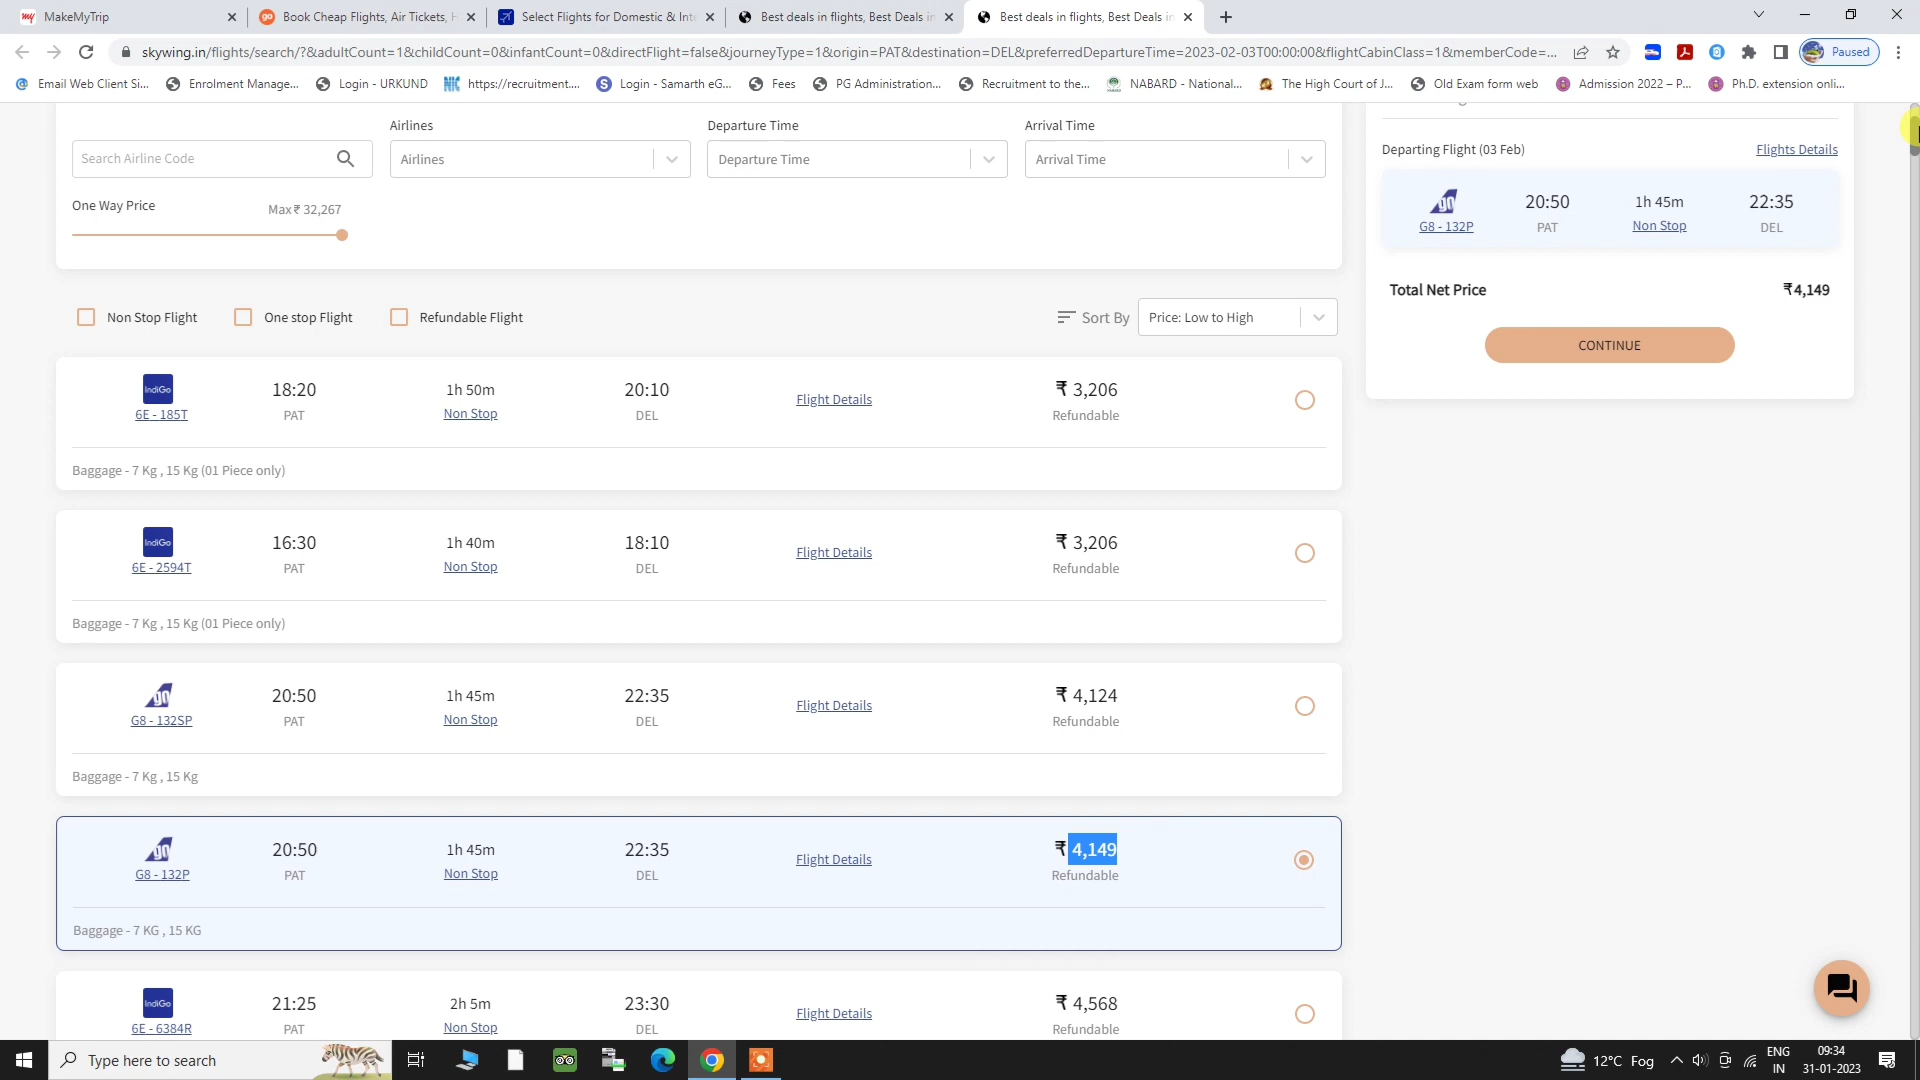 MakeMyTrip
Book Cheap Flights, Air Tickets, H
Select Flights for Domestic & Inte
Best deals in flights, Best Deals in
Best deals in flights, Best Deals in
skywing.in/flights/search/?&adultCount=1&childCount=0&infantCount=0&directFlight=false&journeyType=1&origin=PAT&destination=DEL&preferredDepartureTime=2023-02-03T00:00:00&flightCabinClass=1&memberCode=...
Paused
Email Web Client Si...
Enrolment Manage...
Login - URKUND
https://recruitment....
Login - Samarth eG...
Fees
PG Administration...
Recruitment to the...
NABARD - National...
The High Court of J...
Old Exam form web
Admission 2022 – P...
Ph.D. extension onli...
Airlines
Departure Time
Arrival Time
Search Airline Code
Airlines
Departure Time
Arrival Time
One Way Price
Max ₹ 32,267
Non Stop Flight
One stop Flight
Refundable Flight
Sort By
Price: Low to High
IndiGo
6E - 185T
18:20
PAT
1h 50m
Non Stop
20:10
DEL
Flight Details
₹ 3,206
Refundable
Baggage - 7 Kg , 15 Kg (01 Piece only)
IndiGo
6E - 2594T
16:30
PAT
1h 40m
Non Stop
18:10
DEL
Flight Details
₹ 3,206
Refundable
Baggage - 7 Kg , 15 Kg (01 Piece only)
go
G8 - 132SP
20:50
PAT
1h 45m
Non Stop
22:35
DEL
Flight Details
₹ 4,124
Refundable
Baggage - 7 Kg , 15 Kg
go
G8 - 132P
20:50
PAT
1h 45m
Non Stop
22:35
DEL
Flight Details
₹ 4,149
Refundable
Baggage - 7 KG , 15 KG
IndiGo
6E - 6384R
21:25
PAT
2h 5m
Non Stop
23:30
DEL
Flight Details
₹ 4,568
Refundable
Departing Flight (03 Feb)
Flights Details
go
G8 - 132P
20:50
PAT
1h 45m
Non Stop
22:35
DEL
Total Net Price
₹4,149
CONTINUE
Type here to search
12°C Fog
ENG
IN
09:34
31-01-2023